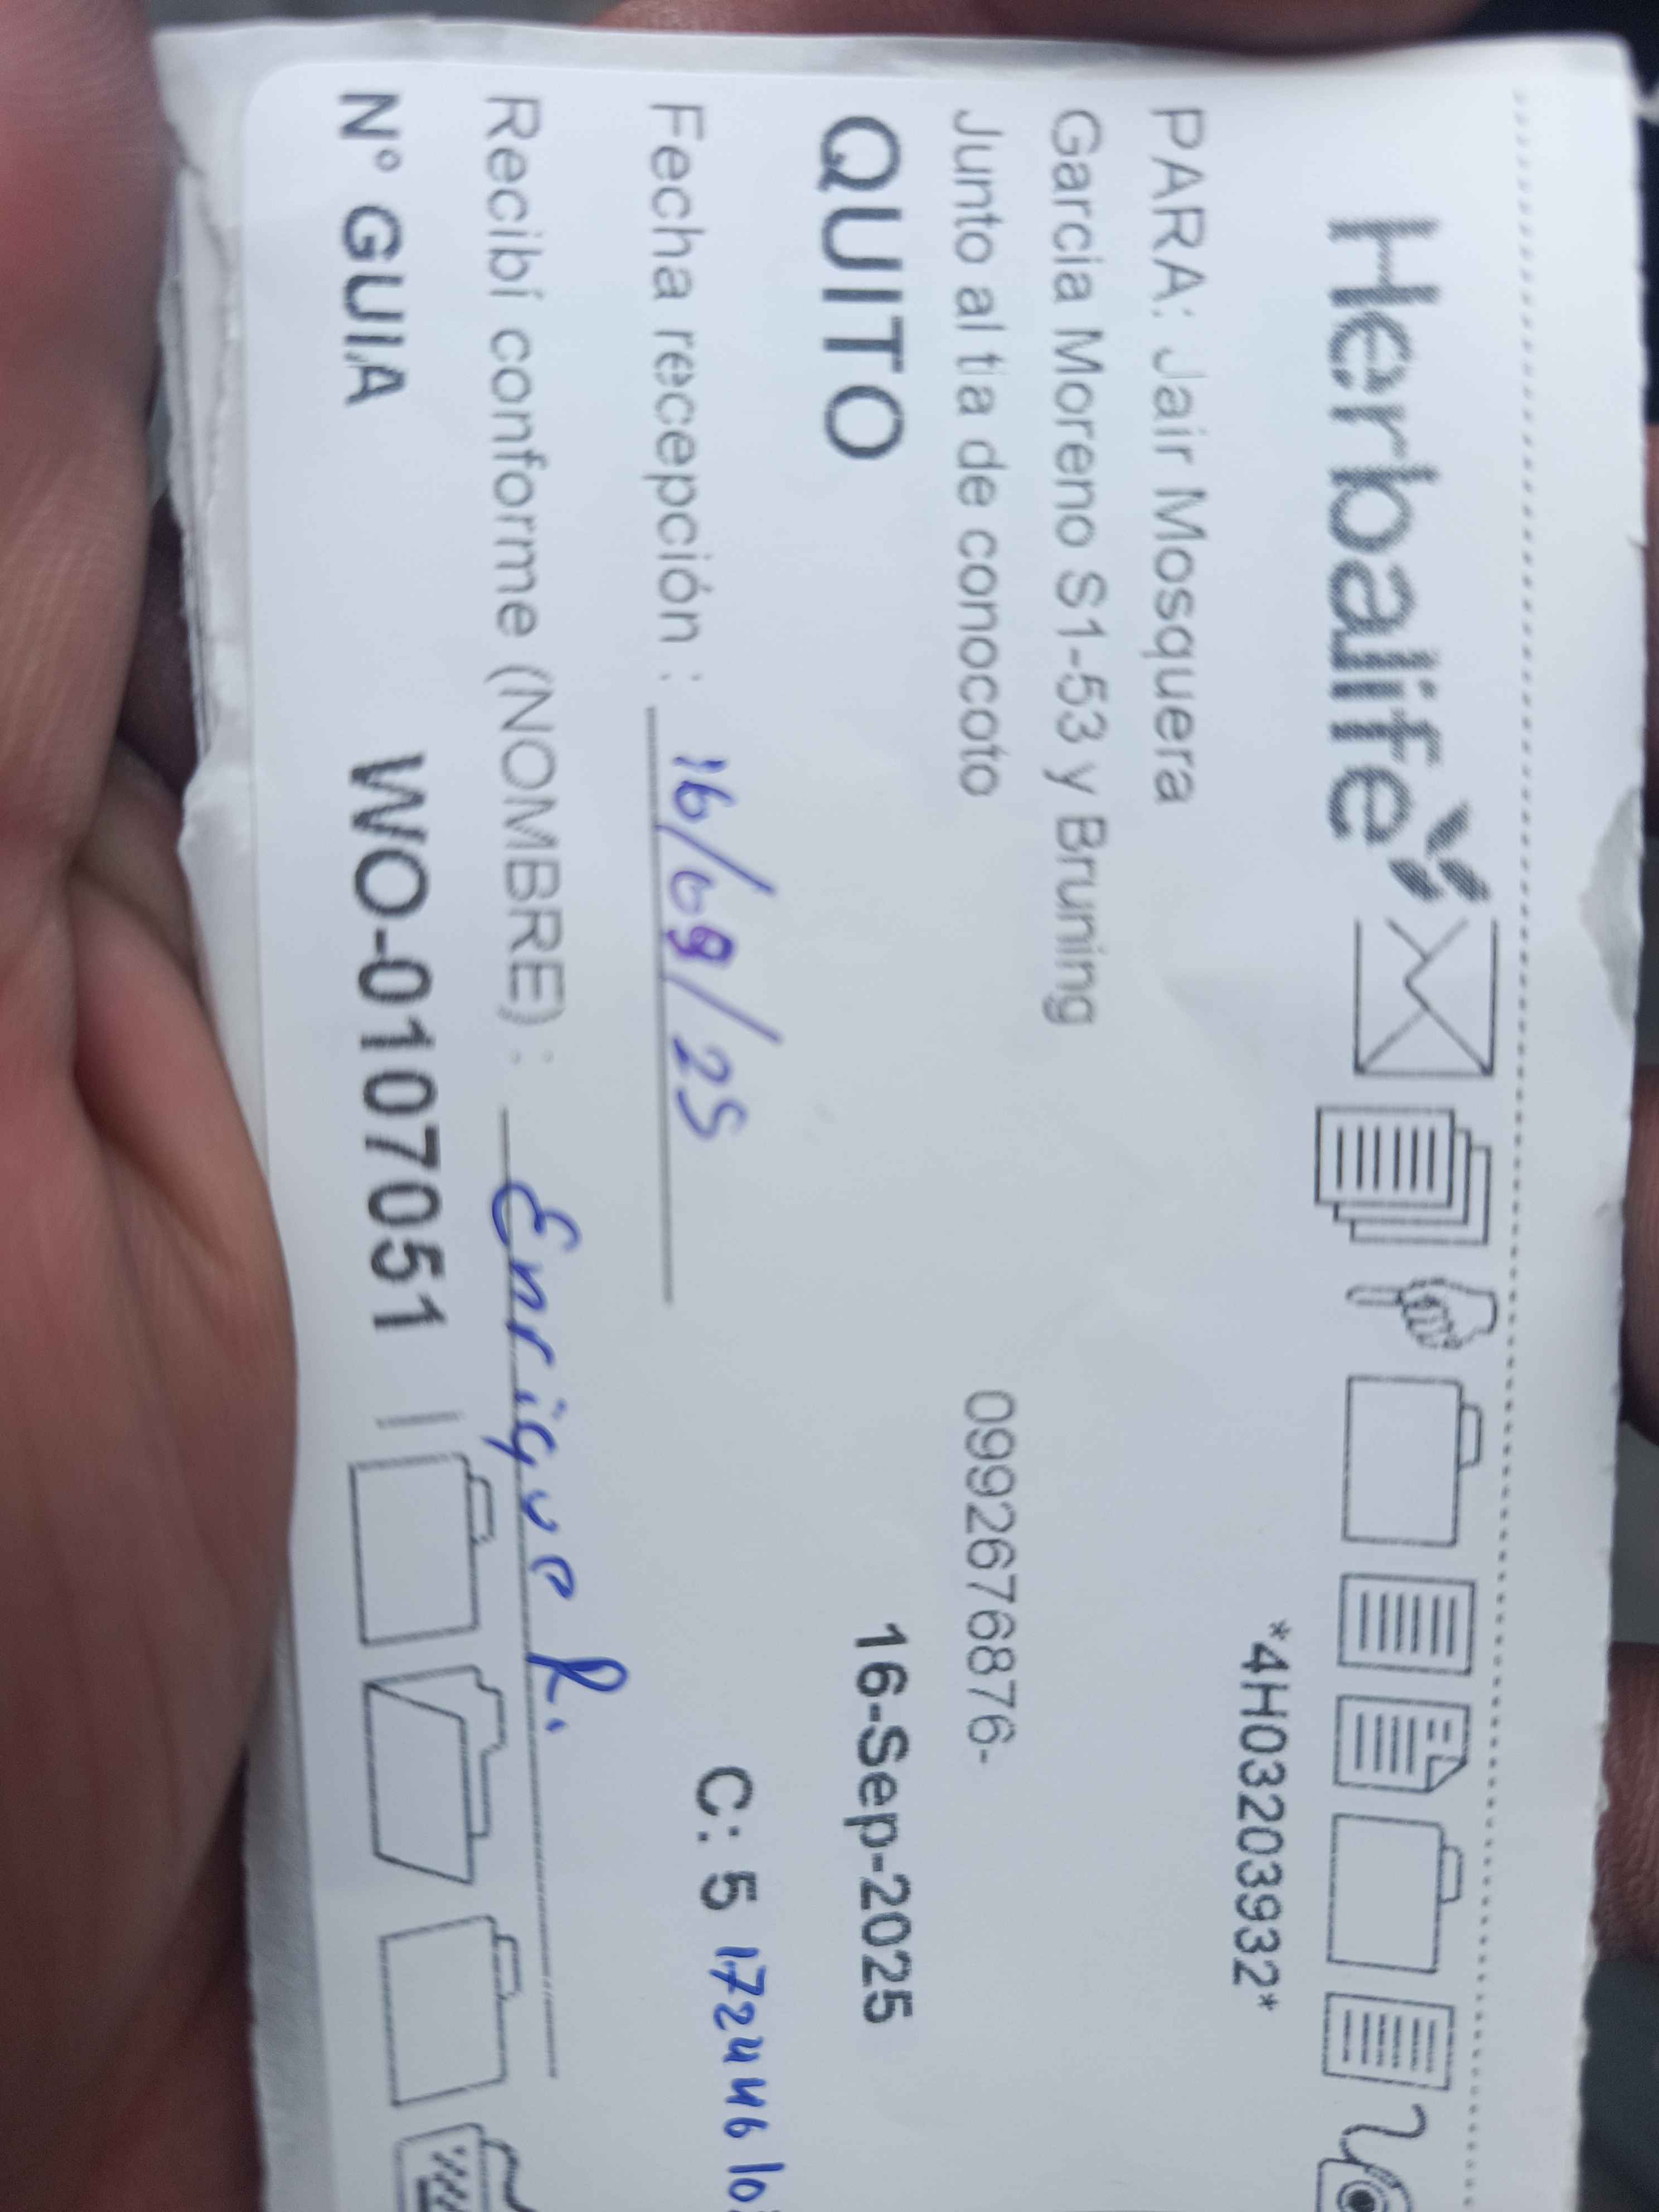 Herbalife
*4H03203932*
PARA: Jair Mosquera
Garcia Moreno S1-53 y Bruning
Junto al tia de conocoto 0992676876-
QUITO 16-Sep-2025
C: 5 1724610
Fecha recepción : 16/09/25
Recibí conforme (NOMBRE) : Enrique R.
N° GUIA WO-0107051